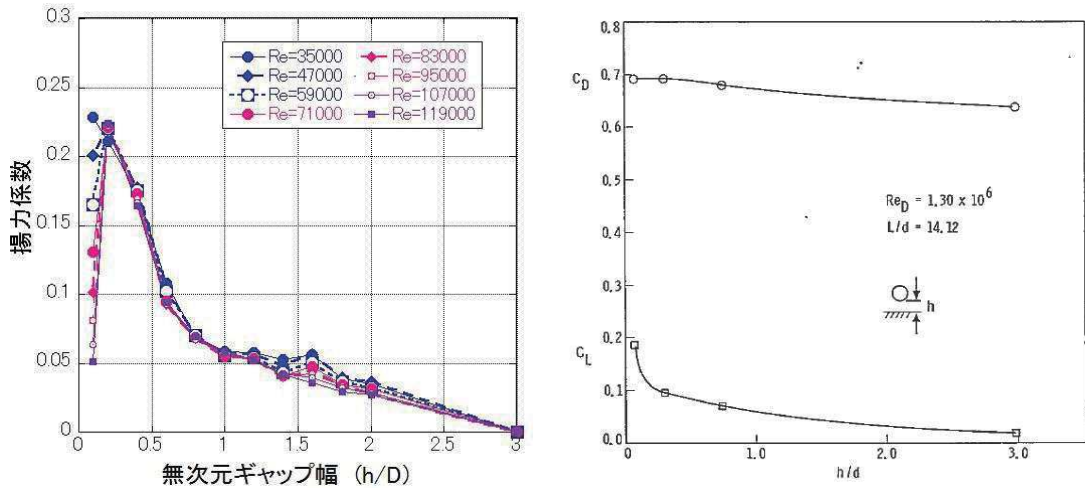 0.3
0.25
0.2
0.15
0.1
0.05
0
揚力係数
Re=35000
Re=47000
Re=59000
Re=71000
Re=83000
Re=95000
Re=107000
Re=119000
0 0.5 1 1.5 2 2.5 3
無次元ギャップ幅 (h/D)
C_D
0.8
0.7
0.6
0.5
0.4
0.3
0.2
0.1
0.0
C_L
Re_D = 1.30 x 10^6
L/d = 14.12
h
1.0 2.0 3.0
h/d